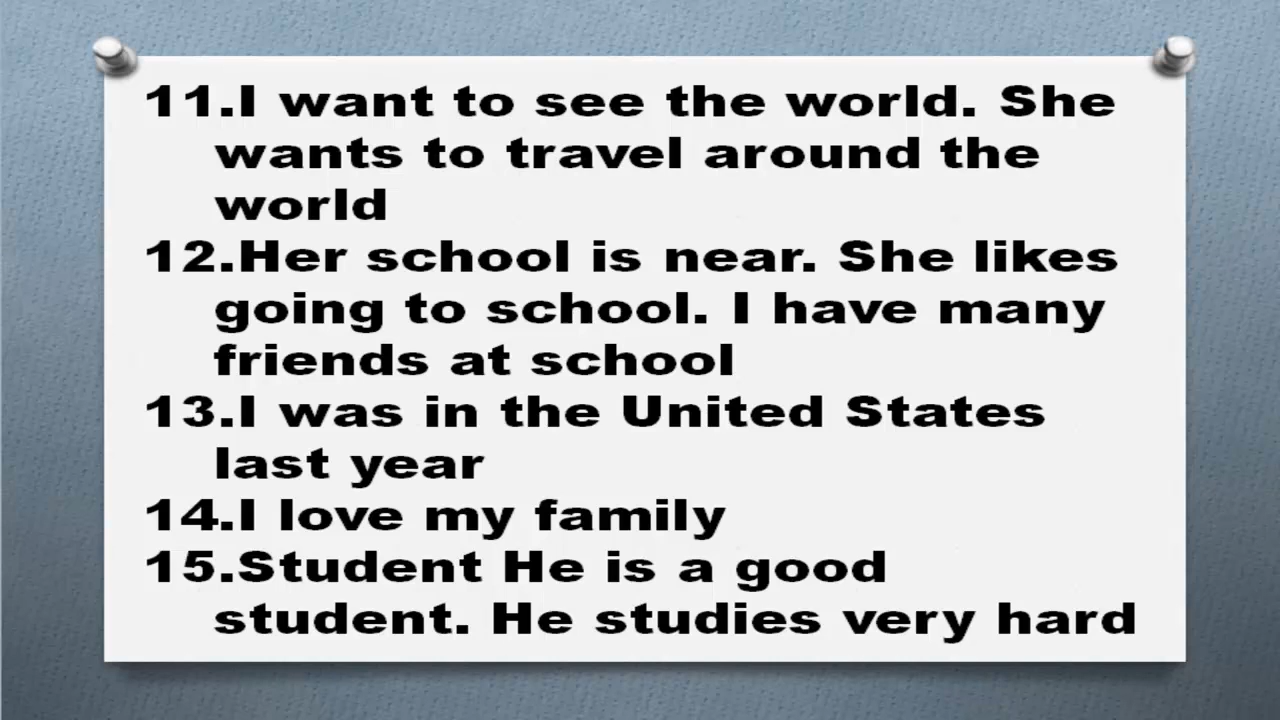 11.I want to see the world. She
wants to travel around the
world
12.Her school is near. She likes
going to school. I have many
friends at school
13.I was in the United States
last year
14.I love my family
15.Student He is a good
student. He studies very hard